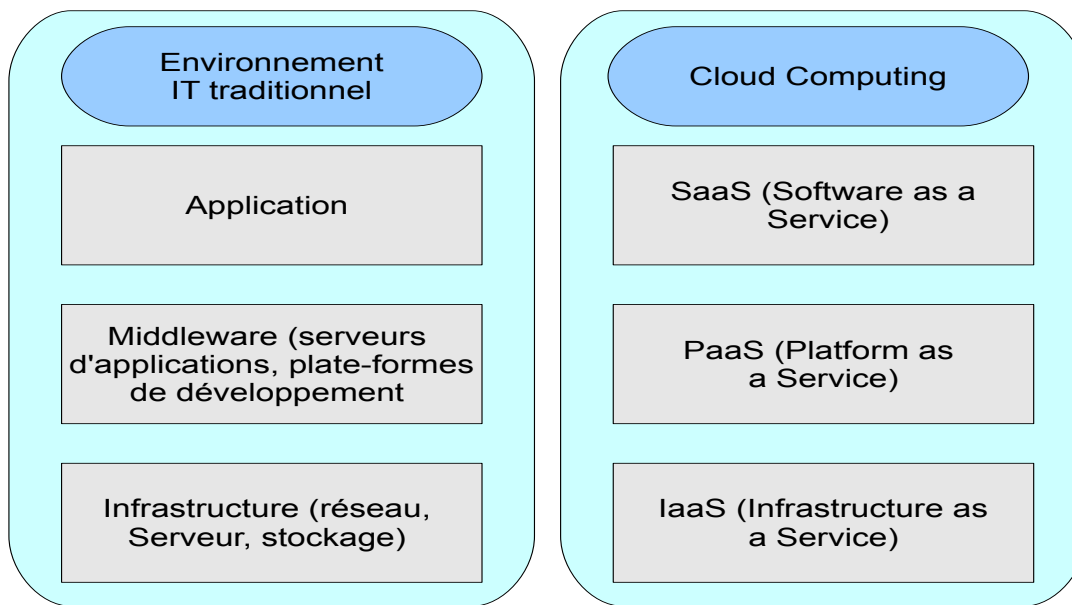 Environnement
IT traditionnel
Application
Middleware (serveurs
d'applications, plate-formes
de développement
Infrastructure (réseau,
Serveur, stockage)
Cloud Computing
SaaS (Software as a
Service)
PaaS (Platform as
a Service)
IaaS (Infrastructure as
a Service)